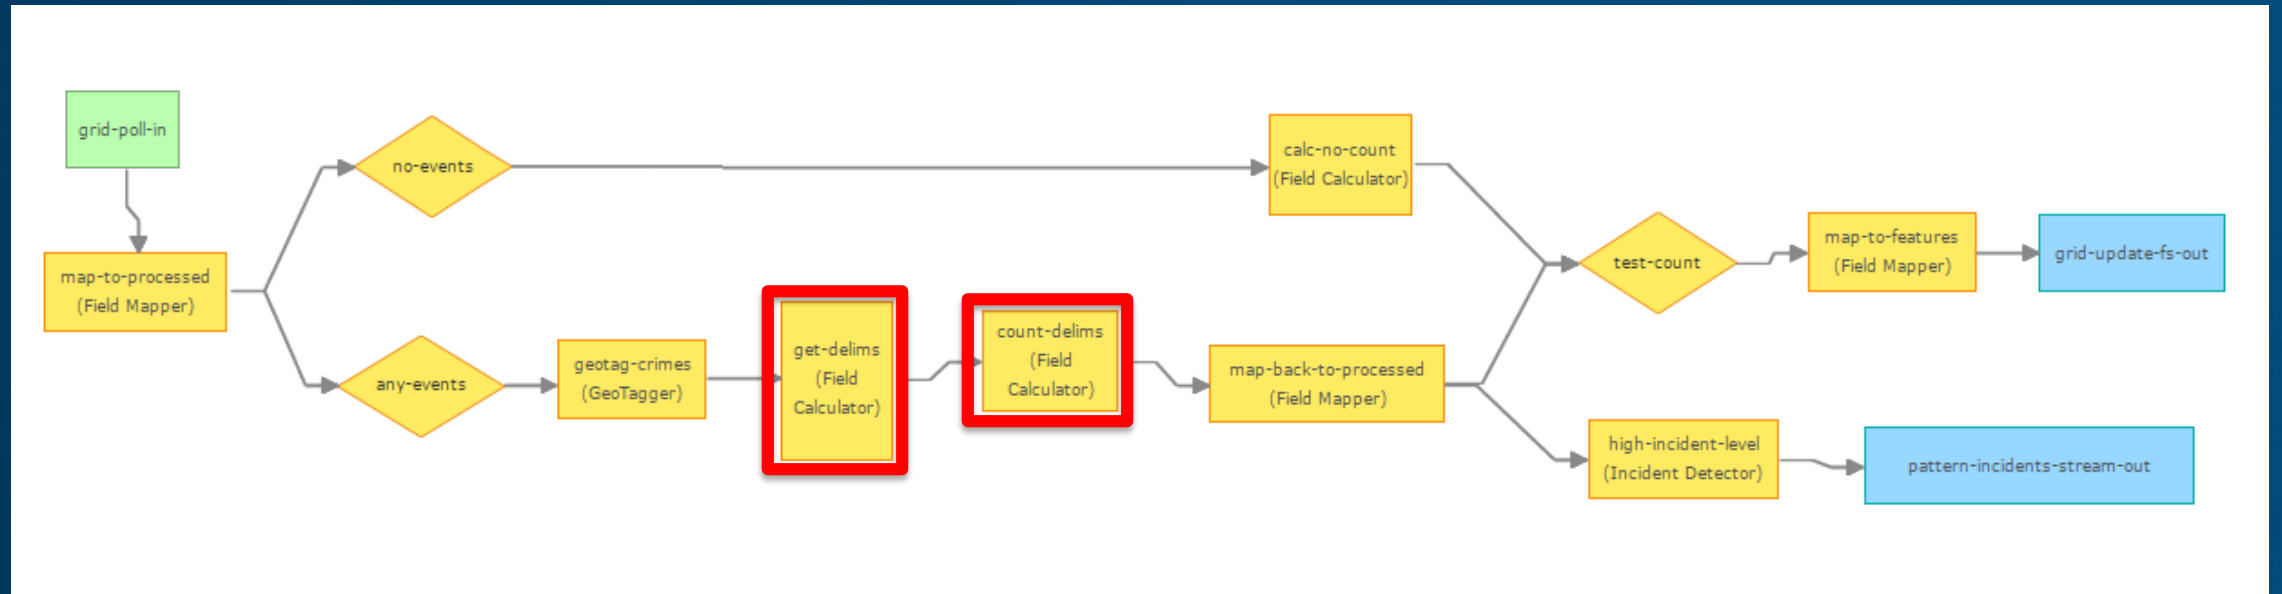 grid-poll-in
map-to-processed
(Field Mapper)
no-events
any-events
geotag-crimes
(GeoTagger)
get-delims
(Field
Calculator)
count-delims
(Field
Calculator)
map-back-to-processed
(Field Mapper)
calc-no-count
(Field Calculator)
test-count
map-to-features
(Field Mapper)
grid-update-fs-out
high-incident-level
(Incident Detector)
pattern-incidents-stream-out